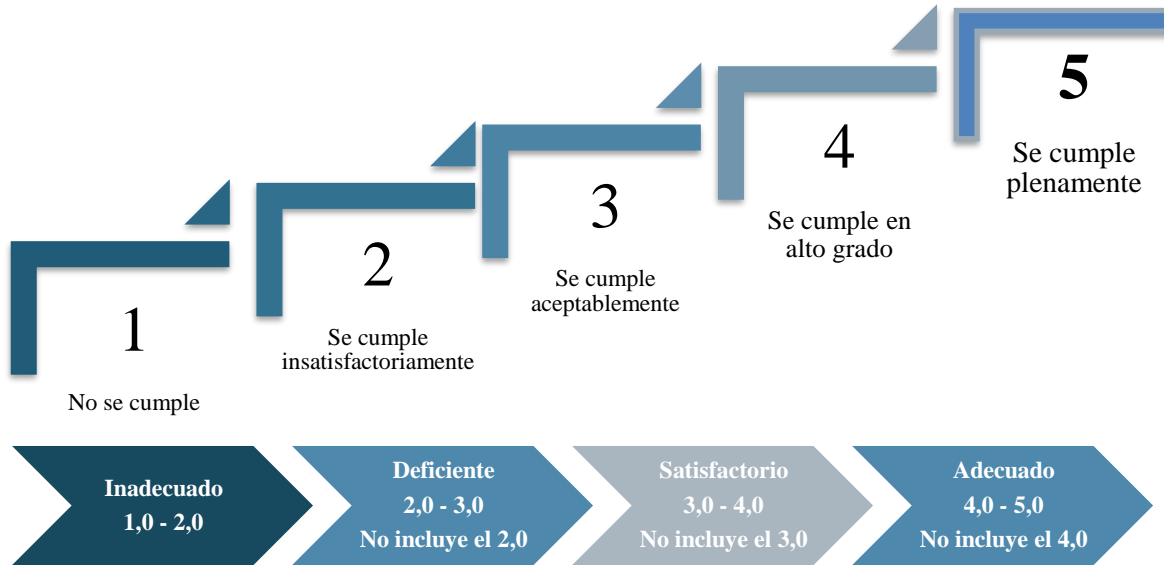 1
No se cumple
2
Se cumple
insatisfactoriamente
3
Se cumple
aceptablemente
4
Se cumple en
alto grado
5
Se cumple
plenamente
Inadecuado
1,0 - 2,0
Deficiente
2,0 - 3,0
No incluye el 2,0
Satisfactorio
3,0 - 4,0
No incluye el 3,0
Adecuado
4,0 - 5,0
No incluye el 4,0